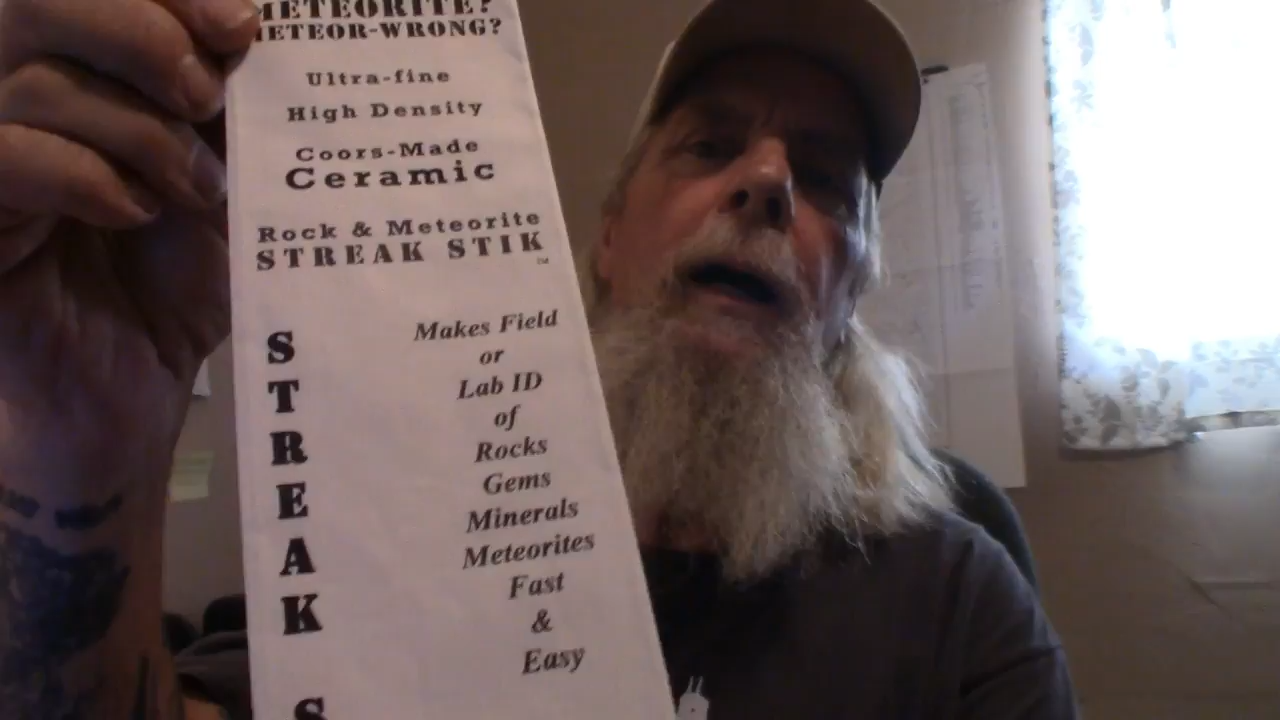 METEORITE?
METEOR-WRONG?
Ultra-fine
High Density
Coors-Made
Ceramic
Rock & Meteorite
STREAK STIK™
S
T
R
E
A
K
S
Makes Field
or
Lab ID
of
Rocks
Gems
Minerals
Meteorites
Fast
&
Easy